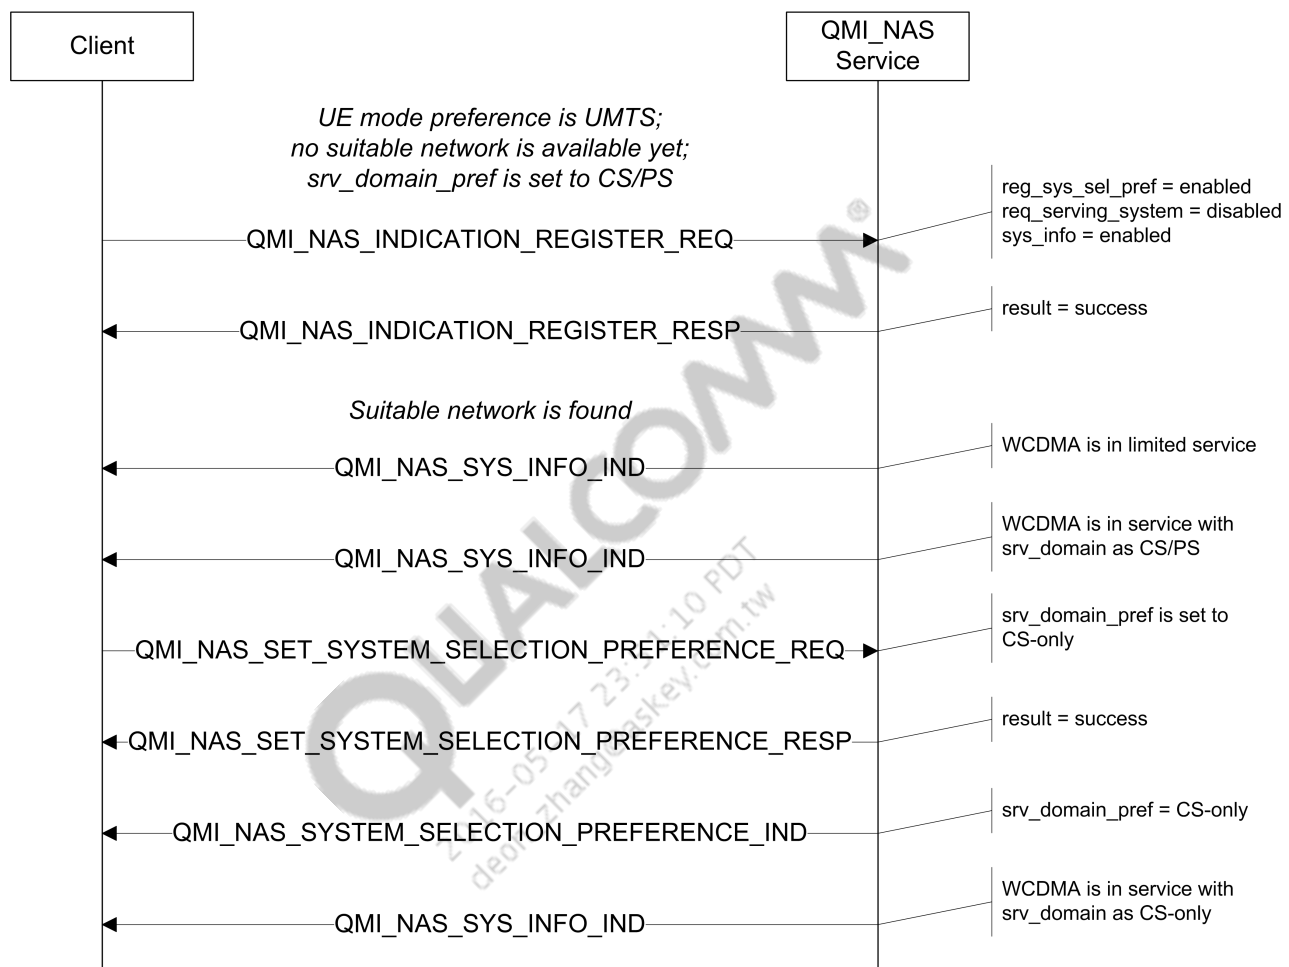 Client
QMI_NAS
Service
UE mode preference is UMTS;
no suitable network is available yet;
srv_domain_pref is set to CS/PS
reg_sys_sel_pref = enabled
req_serving_system = disabled
sys_info = enabled
QMI_NAS_INDICATION_REGISTER_REQ
result = success
QMI_NAS_INDICATION_REGISTER_RESP
Suitable network is found
WCDMA is in limited service
QMI_NAS_SYS_INFO_IND
WCDMA is in service with
srv_domain as CS/PS
QMI_NAS_SYS_INFO_IND
srv_domain_pref is set to
CS-only
QMI_NAS_SET_SYSTEM_SELECTION_PREFERENCE_REQ
result = success
QMI_NAS_SET_SYSTEM_SELECTION_PREFERENCE_RESP
srv_domain_pref = CS-only
QMI_NAS_SYSTEM_SELECTION_PREFERENCE_IND
WCDMA is in service with
srv_domain as CS-only
QMI_NAS_SYS_INFO_IND
QUALCOMM®
PDT